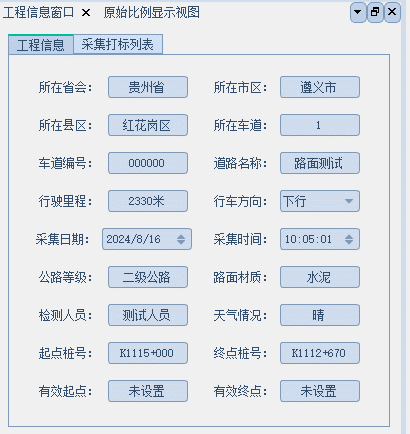 工程信息窗口 × 原始比例显示视图
工程信息 采集打标列表
所在省会： 贵州省 所在市区： 遵义市
所在县区： 红花岗区 所在车道： 1
车道编号： 000000 道路名称： 路面测试
行驶里程： 2330米 行车方向： 下行
采集日期： 2024/8/16 采集时间： 10:05:01
公路等级： 二级公路 路面材质： 水泥
检测人员： 测试人员 天气情况： 晴
起点桩号： K1115+000 终点桩号： K1112+670
有效起点： 未设置 有效终点： 未设置